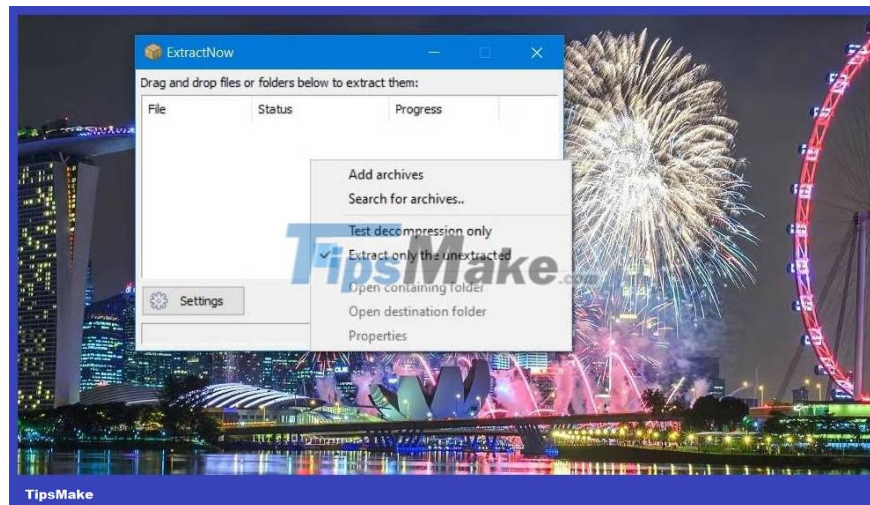 ExtractNow
Drag and drop files or folders below to extract them:
File Status Progress
Add archives
Search for archives..
Test decompression only
Extract only the unextracted
Open containing folder
Open destination folder
Properties
Settings
TipsMake.com
TipsMake